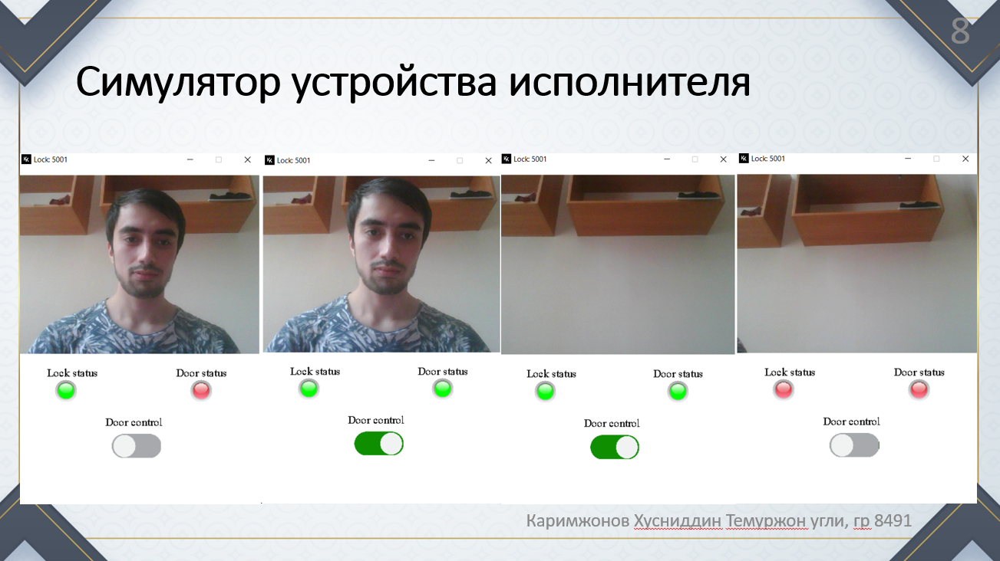 8
Симулятор устройства исполнителя
Lock: 5001
Lock status Door status
Door control
Lock: 5001
Lock status Door status
Door control
Lock: 5001
Lock status Door status
Door control
Lock: 5001
Lock status Door status
Door control
Каримжонов Хусниддин Темуржон угли, гр 8491